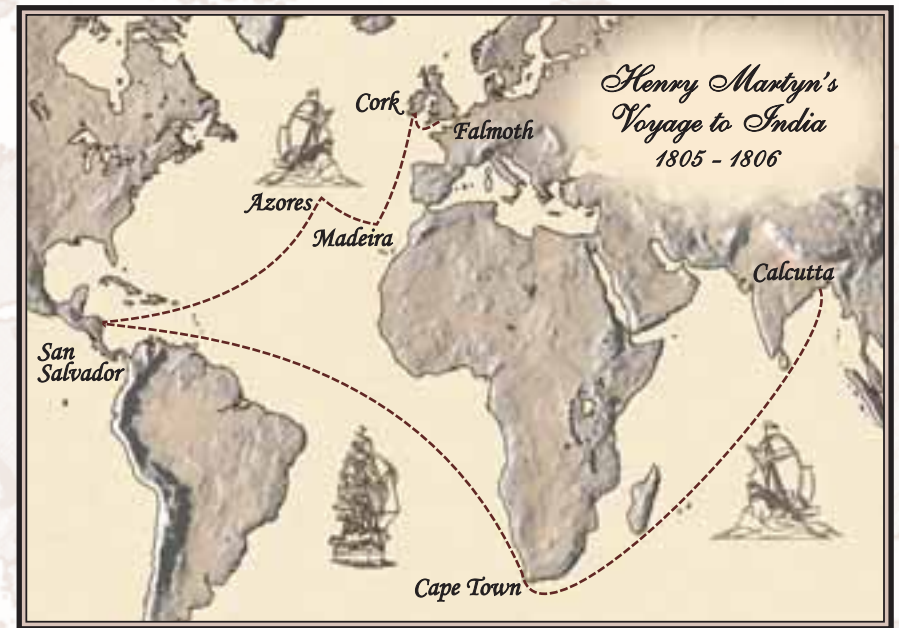 Henry Martyn's
Voyage to India
1805 - 1806
Cork
Falmoth
Azores
Madeira
Calcutta
San
Salvador
Cape Town